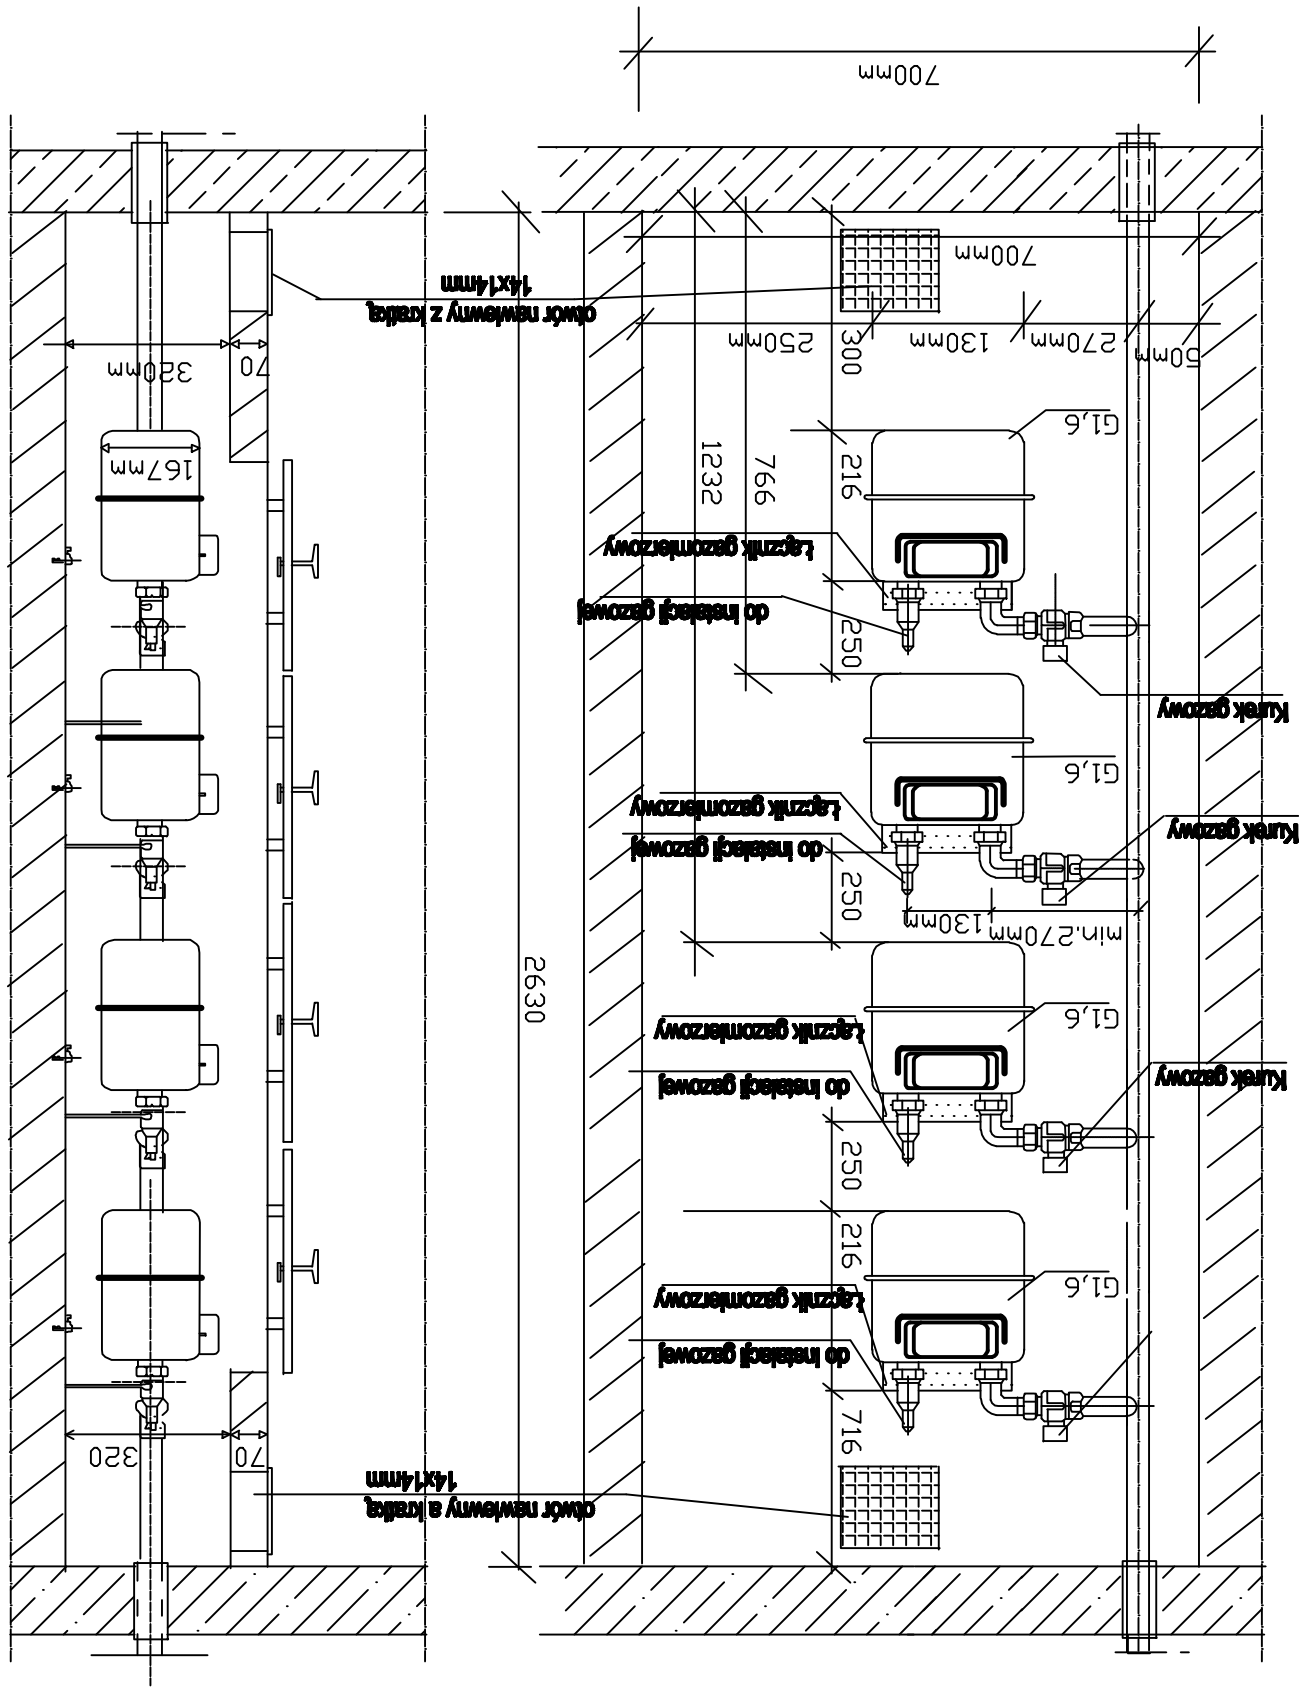 700mm
700mm
otwór nawiewny z kratką
14x14mm
250mm
130mm
270mm
50mm
300
320mm
70
G1,6
1232
766
216
167mm
Łącznik gazomierzowy
do instalacji gazowej
250
Kurek gazowy
G1,6
Łącznik gazomierzowy
Kurek gazowy
do instalacji gazowej
250
130mm
min.270mm
2630
G1,6
Łącznik gazomierzowy
Kurek gazowy
do instalacji gazowej
250
216
G1,6
Łącznik gazomierzowy
do instalacji gazowej
716
320
70
otwór nawiewny a kratką
14x14mm